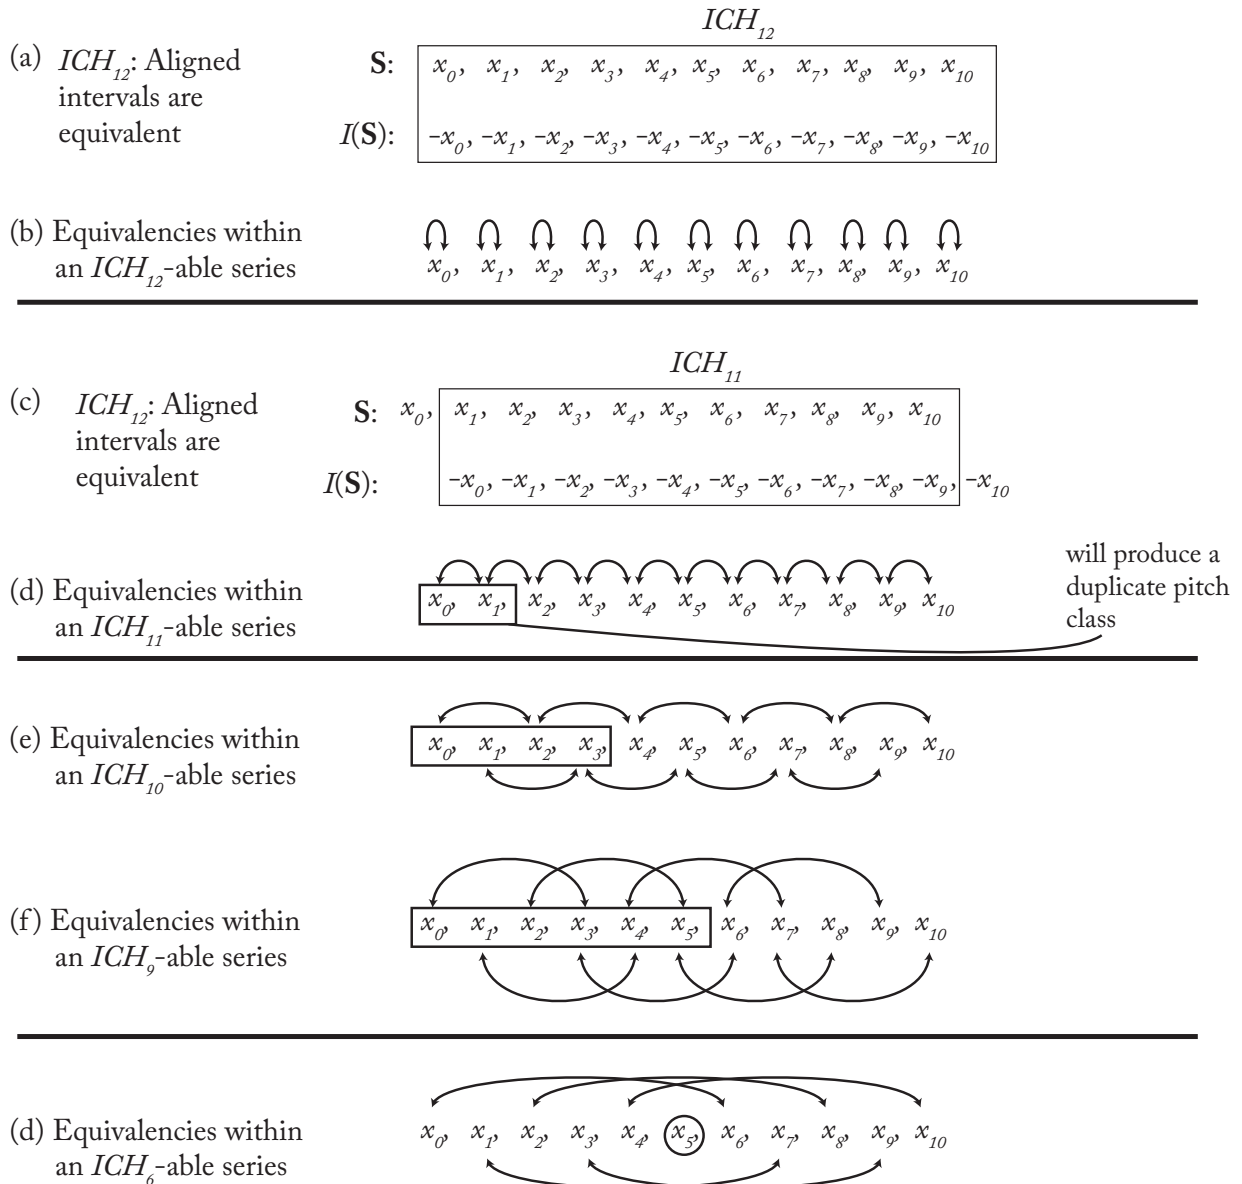 ICH₁₂
(a) ICH₁₂: Aligned intervals are equivalent
S: x₀, x₁, x₂, x₃, x₄, x₅, x₆, x₇, x₈, x₉, x₁₀
I(S): −x₀, −x₁, −x₂, −x₃, −x₄, −x₅, −x₆, −x₇, −x₈, −x₉, −x₁₀
(b) Equivalencies within
an ICH₁₂-able series
x₀, x₁, x₂, x₃, x₄, x₅, x₆, x₇, x₈, x₉, x₁₀
ICH₁₁
(c) ICH₁₂: Aligned
intervals are
equivalent
S: x₀, x₁, x₂, x₃, x₄, x₅, x₆, x₇, x₈, x₉, x₁₀
I(S): −x₀, −x₁, −x₂, −x₃, −x₄, −x₅, −x₆, −x₇, −x₈, −x₉, −x₁₀
(d) Equivalencies within
an ICH₁₁-able series
x₀, x₁, x₂, x₃, x₄, x₅, x₆, x₇, x₈, x₉, x₁₀
will produce a
duplicate pitch
class
(e) Equivalencies within
an ICH₁₀-able series
x₀, x₁, x₂, x₃, x₄, x₅, x₆, x₇, x₈, x₉, x₁₀
(f) Equivalencies within
an ICH₉-able series
x₀, x₁, x₂, x₃, x₄, x₅, x₆, x₇, x₈, x₉, x₁₀
(d) Equivalencies within
an ICH₆-able series
x₀, x₁, x₂, x₃, x₄, x₅, x₆, x₇, x₈, x₉, x₁₀